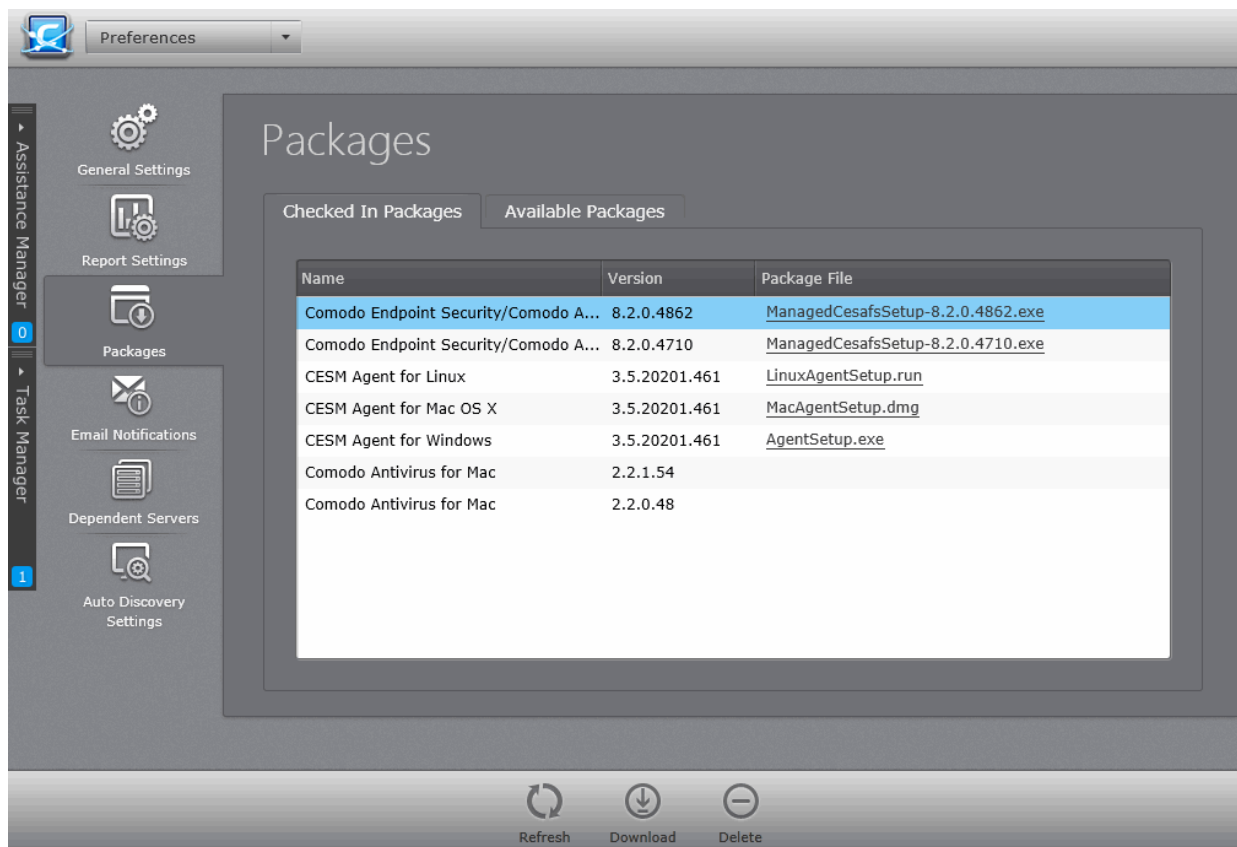 Preferences
Assistance Manager
0
Task Manager
1
General Settings
Report Settings
Packages
Email Notifications
Dependent Servers
Auto Discovery
Settings
Packages
Checked In Packages Available Packages
Name Version Package File
Comodo Endpoint Security/Comodo A... 8.2.0.4862 ManagedCesafsSetup-8.2.0.4862.exe
Comodo Endpoint Security/Comodo A... 8.2.0.4710 ManagedCesafsSetup-8.2.0.4710.exe
CESM Agent for Linux 3.5.20201.461 LinuxAgentSetup.run
CESM Agent for Mac OS X 3.5.20201.461 MacAgentSetup.dmg
CESM Agent for Windows 3.5.20201.461 AgentSetup.exe
Comodo Antivirus for Mac 2.2.1.54
Comodo Antivirus for Mac 2.2.0.48
Refresh Download Delete